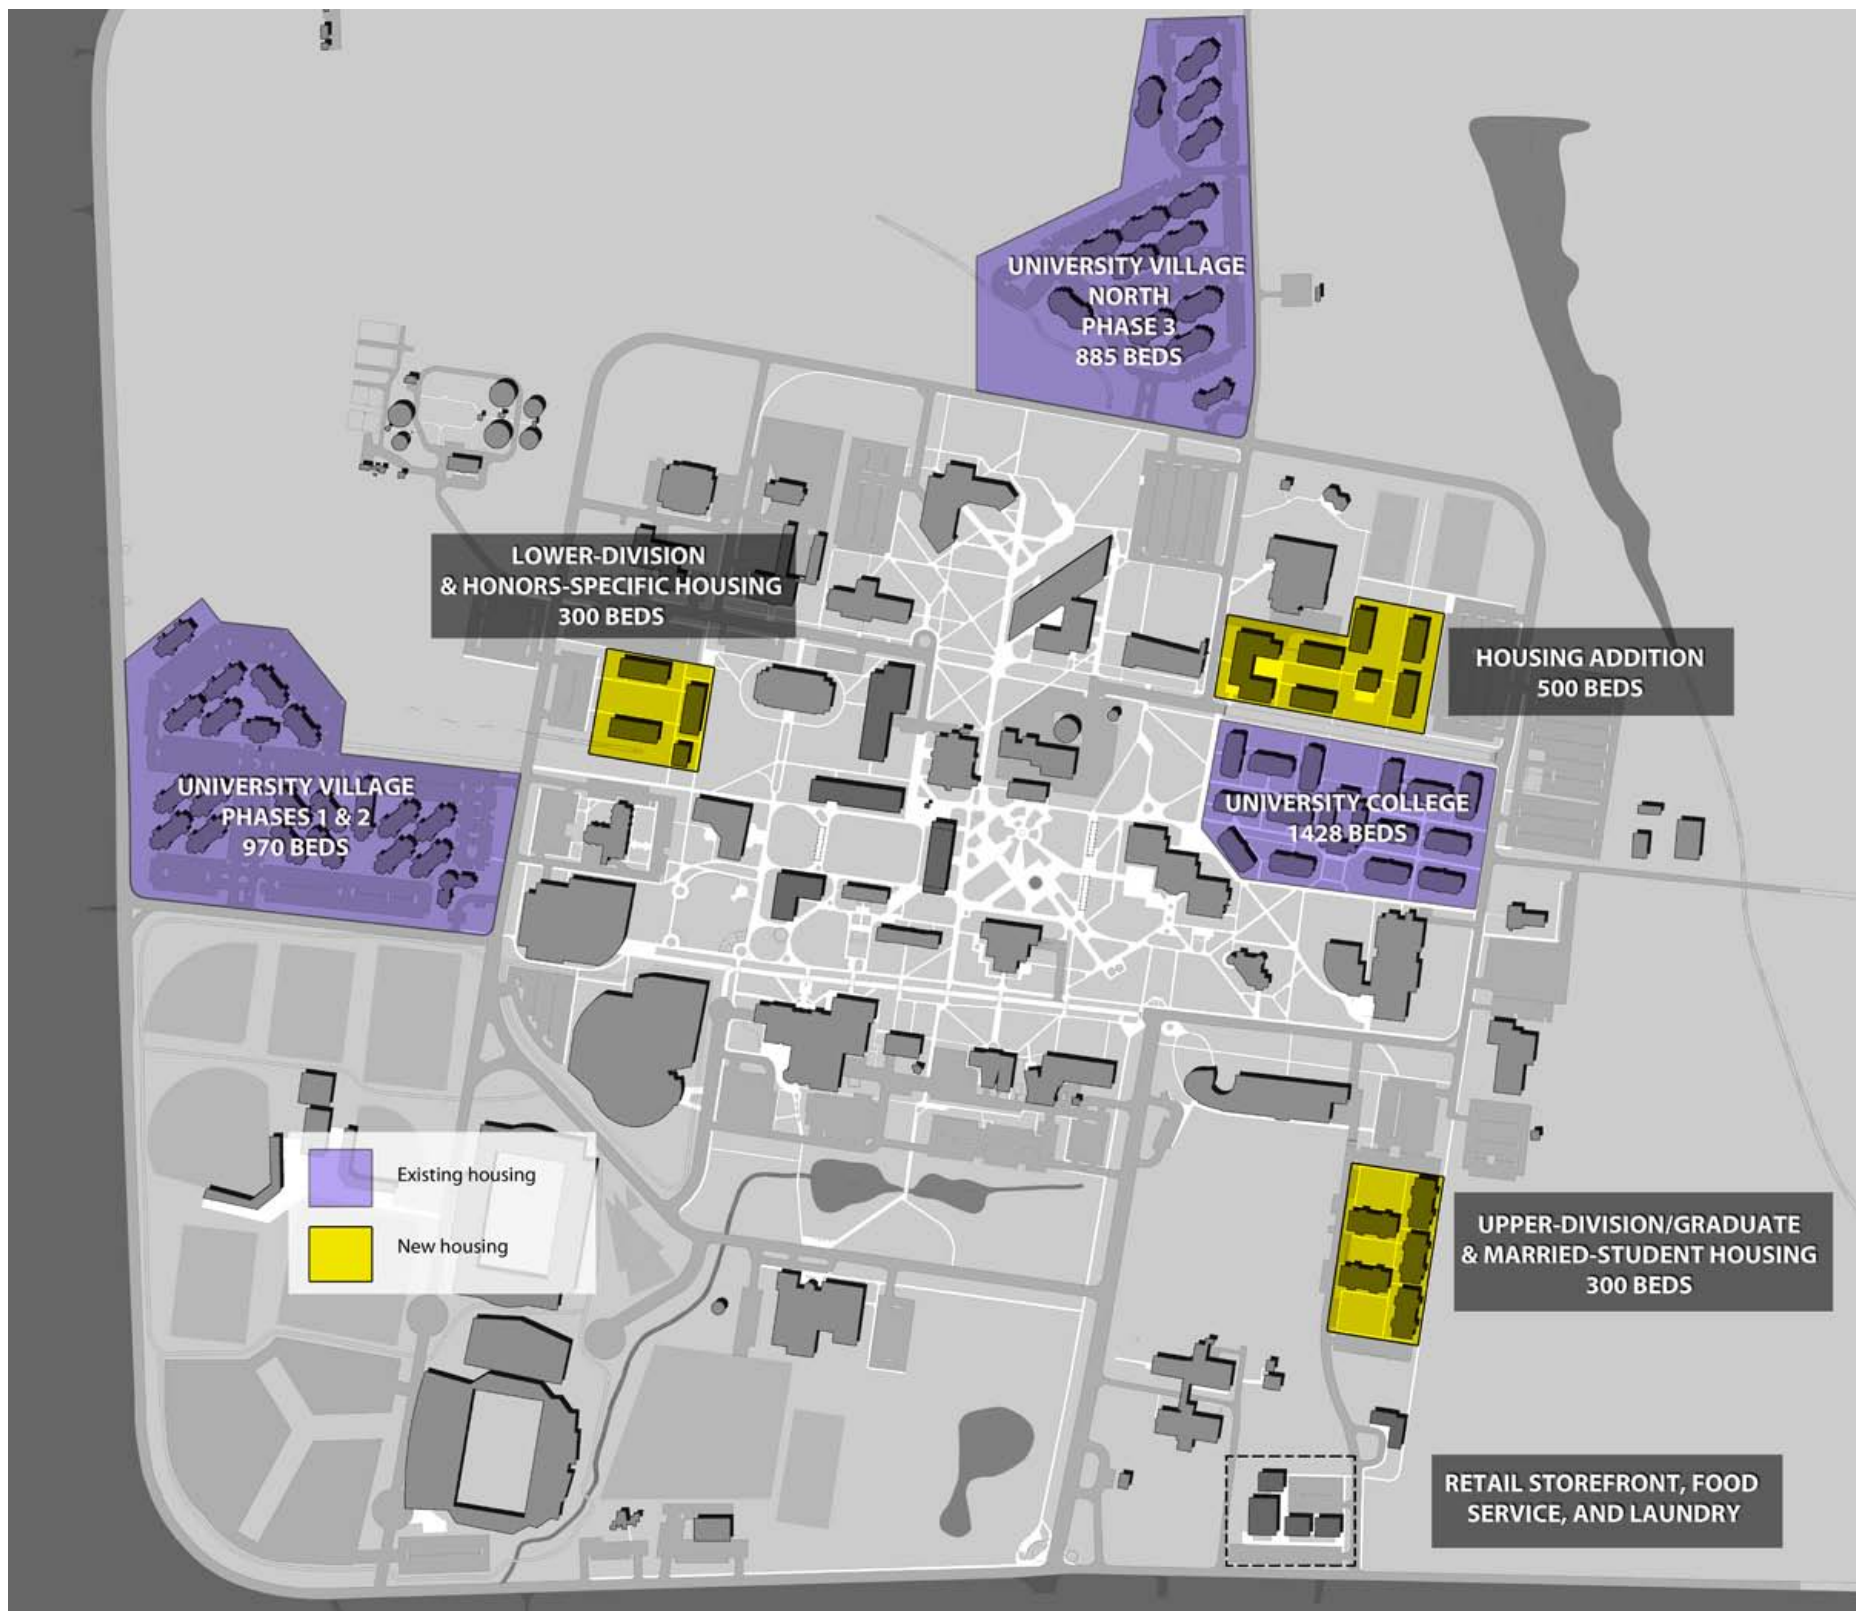 UNIVERSITY VILLAGE
NORTH
PHASE 3
885 BEDS
LOWER-DIVISION
& HONORS-SPECIFIC HOUSING
300 BEDS
HOUSING ADDITION
500 BEDS
UNIVERSITY VILLAGE
PHASES 1 & 2
970 BEDS
UNIVERSITY COLLEGE
1428 BEDS
Existing housing
New housing
UPPER-DIVISION/GRADUATE
& MARRIED-STUDENT HOUSING
300 BEDS
RETAIL STOREFRONT, FOOD
SERVICE, AND LAUNDRY